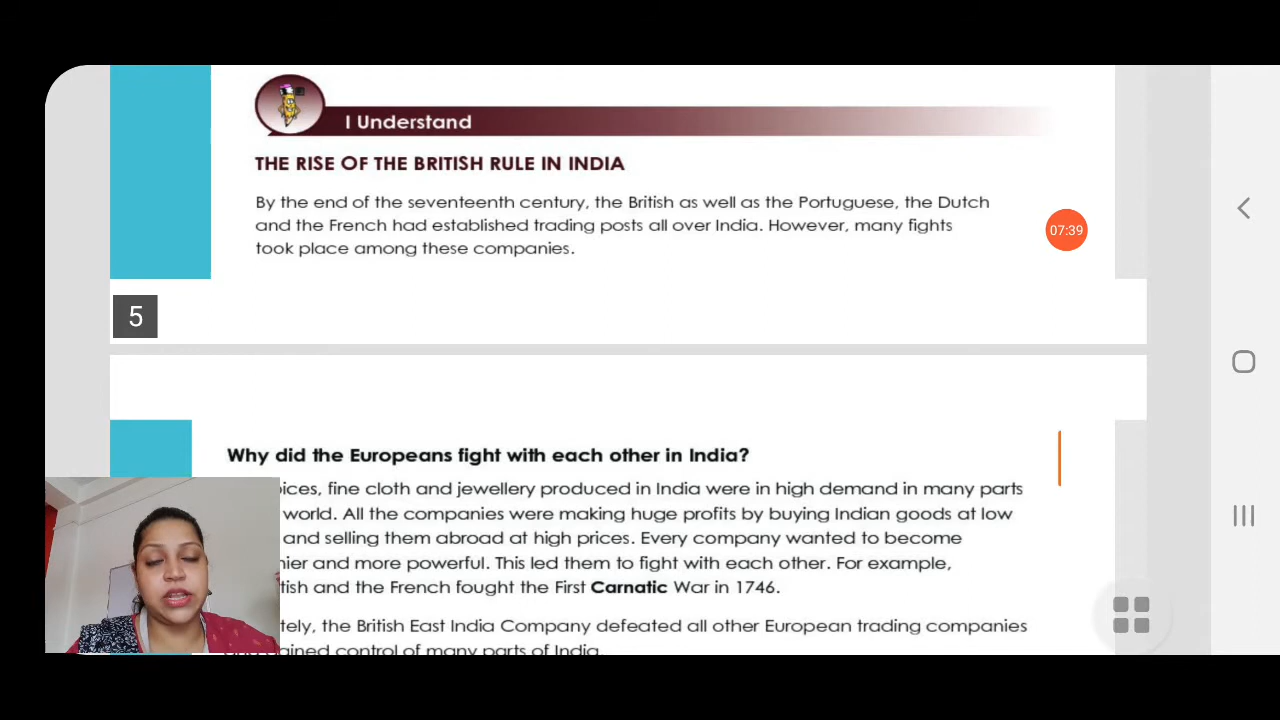 I Understand
THE RISE OF THE BRITISH RULE IN INDIA
By the end of the seventeenth century, the British as well as the Portuguese, the Dutch
and the French had established trading posts all over India. However, many fights
took place among these companies.
07:39
5
Why did the Europeans fight with each other in India?
fine cloth and jewellery produced in India were in high demand in many parts
world. All the companies were making huge profits by buying Indian goods at low
and selling them abroad at high prices. Every company wanted to become
and more powerful. This led them to fight with each other. For example,
and the French fought the First Carnatic War in 1746.
the British East India Company defeated all other European trading companies
control of many parts of India.